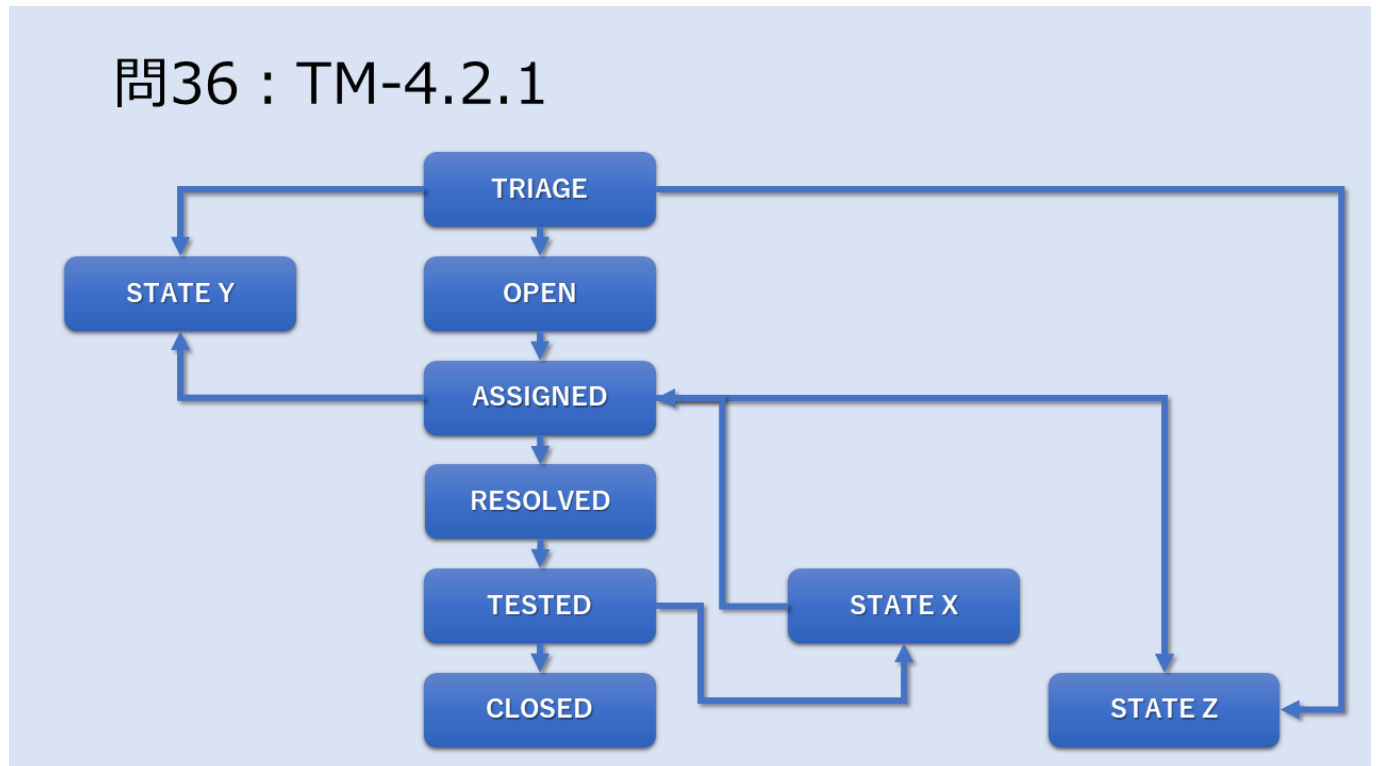 問36：TM-4.2.1
TRIAGE
STATE Y
OPEN
ASSIGNED
RESOLVED
TESTED
STATE X
CLOSED
STATE Z